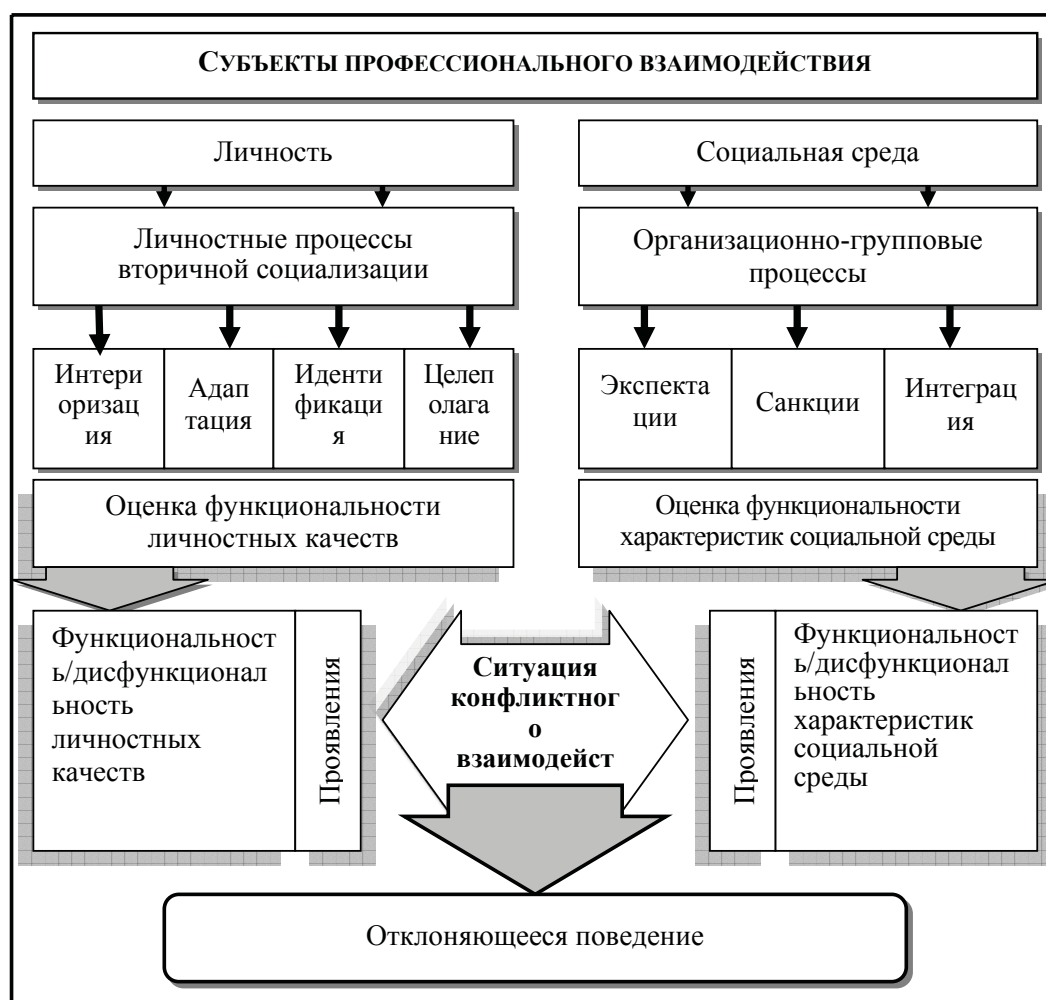 СУБЪЕКТЫ ПРОФЕССИОНАЛЬНОГО ВЗАИМОДЕЙСТВИЯ
Личность
Социальная среда
Личностные процессы
вторичной социализации
Организационно-групповые
процессы
Интери
оризац
ия
Адап
тация
Иденти
фикаци
я
Целеп
олага
ние
Экспекта
ции
Санкции
Интеграц
ия
Оценка функциональности
личностных качеств
Оценка функциональности
характеристик социальной среды
Функциональност
ь/дисфункционал
ьность
личностных
качеств
Проявления
Ситуация
конфликтног
о
взаимодейст
Проявления
Функциональност
ь/дисфункционал
ьность
характеристик
социальной
среды
Отклоняющееся поведение